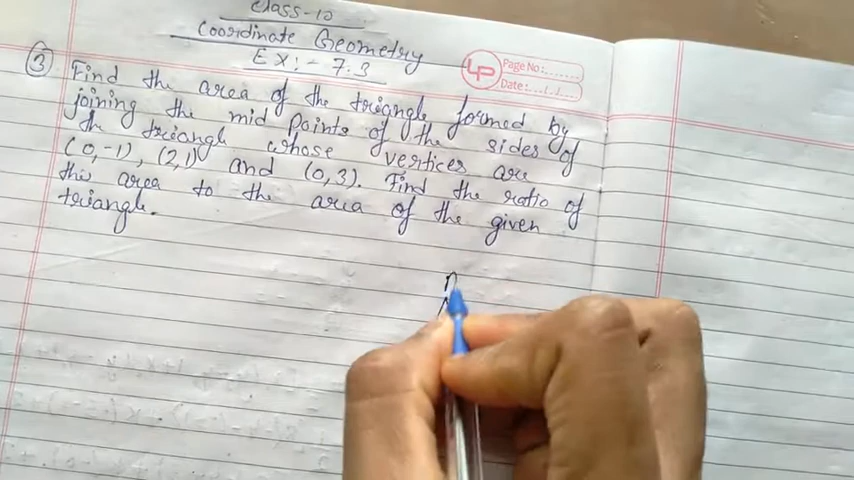 Class-10
Coordinate Geometry
EX:- 7.3
LP
Page No:
Date:
3 Find the area of the triangle formed by
joining the mid Points of the sides of
the triangle whose vertices are
(0,-1), (2,1) and (0,3). Find the ratio of
this area to the area of the given
triangle.